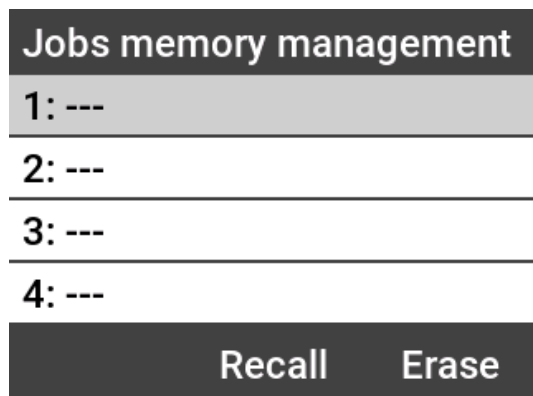 Jobs memory management
1: ---
2: ---
3: ---
4: ---
Recall Erase